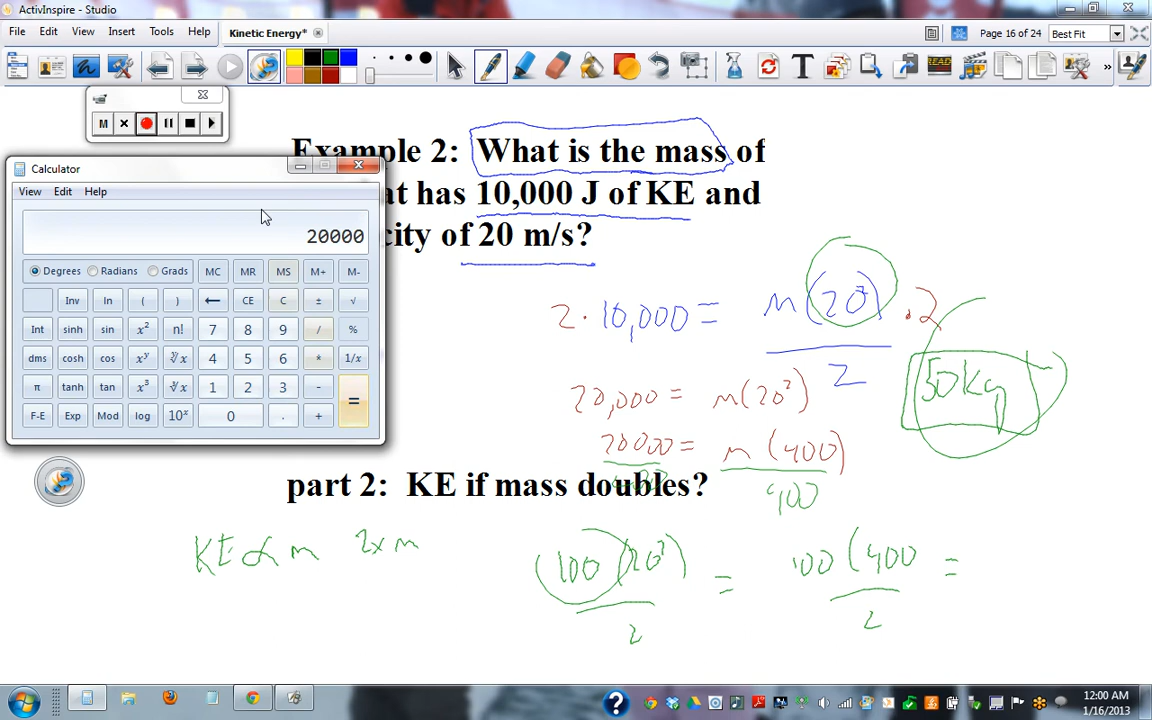 ActivInspire - Studio
File Edit View Insert Tools Help Kinetic Energy* Page 16 of 24 Best Fit
M
Example 2: What is the mass of
Calculator
at has 10,000 J of KE and
View Edit Help
city of 20 m/s?
20000
Degrees Radians Grads MC MR MS M+ M-
Inv ln ( ) ← CE C ± √
Int sinh sin x² n! 7 8 9 / %
dms cosh cos xʸ ʸ√x 4 5 6 * 1/x
π tanh tan x³ ³√x 1 2 3 - =
F-E Exp Mod log 10ˣ 0 . +
2 · 10,000 = m(20²) · 2
2
50 kg
20,000 = m(20²)
20000 = m(400)
400
part 2: KE if mass doubles?
KE ∝ m 2x m
(100)(20²) = 100(400 =
2 2
12:00 AM
1/16/2013